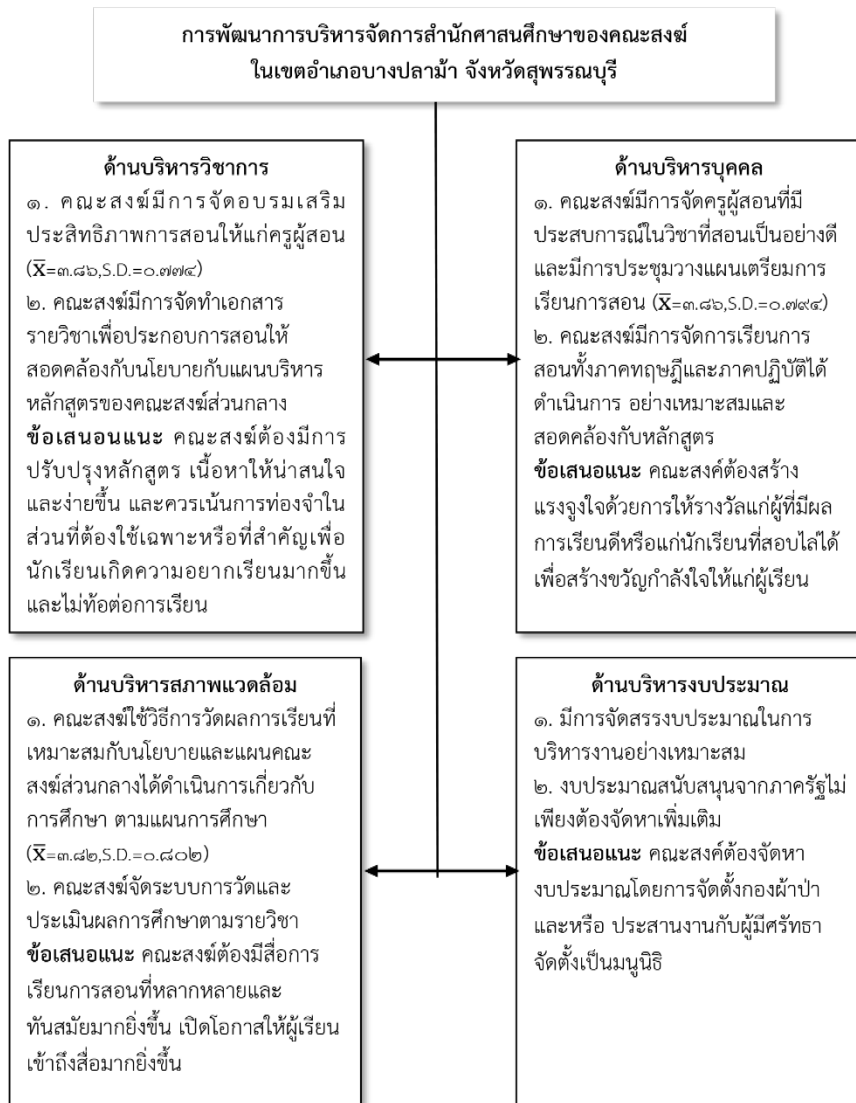 การพัฒนาการบริหารจัดการสำนักศาสนศึกษาของคณะสงฆ์
ในเขตอำเภอบางปลาม้า จังหวัดสุพรรณบุรี
ด้านบริหารวิชาการ
๑. คณะสงฆ์มีการจัดอบรมเสริม
ประสิทธิภาพการสอนให้แก่ครูผู้สอน
(x̅=๓.๘๖,S.D.=๐.๗๗๔)
๒. คณะสงฆ์มีการจัดทำเอกสาร
รายวิชาเพื่อประกอบการสอนให้
สอดคล้องกับนโยบายกับแผนบริหาร
หลักสูตรของคณะสงฆ์ส่วนกลาง
ข้อเสนอนแนะ คณะสงฆ์ต้องมีการ
ปรับปรุงหลักสูตร เนื้อหาให้น่าสนใจ
และง่ายขึ้น และควรเน้นการท่องจำใน
ส่วนที่ต้องใช้เฉพาะหรือที่สำคัญเพื่อ
นักเรียนเกิดความอยากเรียนมากขึ้น
และไม่ท้อต่อการเรียน
ด้านบริหารบุคคล
๑. คณะสงฆ์มีการจัดครูผู้สอนที่มี
ประสบการณ์ในวิชาที่สอนเป็นอย่างดี
และมีการประชุมวางแผนเตรียมการ
เรียนการสอน (x̅=๓.๘๖,S.D.=๐.๗๙๔)
๒. คณะสงฆ์มีการจัดการเรียนการ
สอนทั้งภาคทฤษฎีและภาคปฏิบัติได้
ดำเนินการ อย่างเหมาะสมและ
สอดคล้องกับหลักสูตร
ข้อเสนอแนะ คณะสงค์ต้องสร้าง
แรงจูงใจด้วยการให้รางวัลแก่ผู้ที่มีผล
การเรียนดีหรือแก่นักเรียนที่สอบไล่ได้
เพื่อสร้างขวัญกำลังใจให้แก่ผู้เรียน
ด้านบริหารสภาพแวดล้อม
๑. คณะสงฆ์ใช้วิธีการวัดผลการเรียนที่
เหมาะสมกับนโยบายและแผนคณะ
สงฆ์ส่วนกลางได้ดำเนินการเกี่ยวกับ
การศึกษา ตามแผนการศึกษา
(x̅=๓.๘๒,S.D.=๐.๘๐๒)
๒. คณะสงฆ์จัดระบบการวัดและ
ประเมินผลการศึกษาตามรายวิชา
ข้อเสนอแนะ คณะสงฆ์ต้องมีสื่อการ
เรียนการสอนที่หลากหลายและ
ทันสมัยมากยิ่งขึ้น เปิดโอกาสให้ผู้เรียน
เข้าถึงสื่อมากยิ่งขึ้น
ด้านบริหารงบประมาณ
๑. มีการจัดสรรงบประมาณในการ
บริหารงานอย่างเหมาะสม
๒. งบประมาณสนับสนุนจากภาครัฐไม่
เพียงต้องจัดหาเพิ่มเติม
ข้อเสนอแนะ คณะสงค์ต้องจัดหา
งบประมาณโดยการจัดตั้งกองผ้าป่า
และหรือ ประสานงานกับผู้มีศรัทธา
จัดตั้งเป็นมนูนิธิ